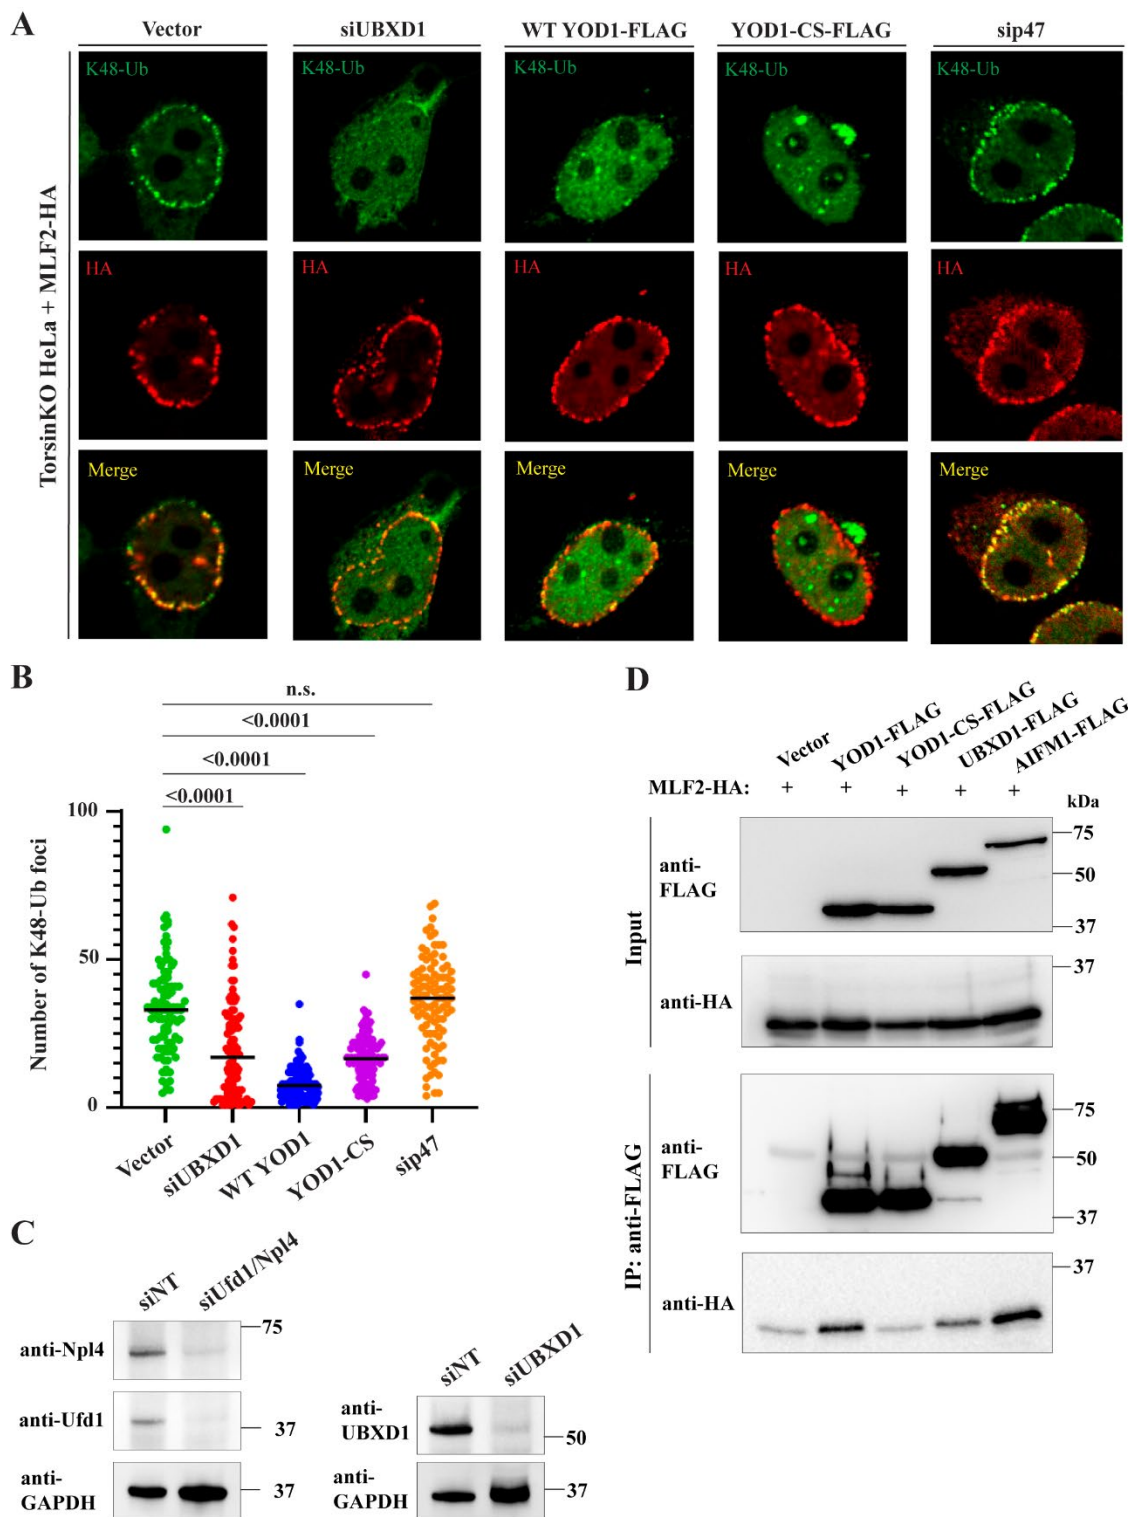 A
Vector
siUBXD1
WT YOD1-FLAG
YOD1-CS-FLAG
sip47
TorsinKO HeLa + MLF2-HA
K48-Ub
K48-Ub
K48-Ub
K48-Ub
K48-Ub
HA
HA
HA
HA
HA
Merge
Merge
Merge
Merge
Merge
B
n.s.
<0.0001
<0.0001
<0.0001
Number of K48-Ub foci
100
50
0
Vector
siUBXD1
WT YOD1
YOD1-CS
sip47
C
siNT
siUfd1/Npl4
anti-Npl4
75
anti-Ufd1
37
anti-
GAPDH
37
siNT
siUBXD1
anti-
UBXD1
50
anti-
GAPDH
37
D
Vector
YOD1-FLAG
YOD1-CS-FLAG
UBXD1-FLAG
AIFM1-FLAG
MLF2-HA:
+ + + + +
kDa
Input
anti-
FLAG
75
50
37
anti-HA
37
IP: anti-FLAG
anti-
FLAG
75
50
37
anti-HA
37